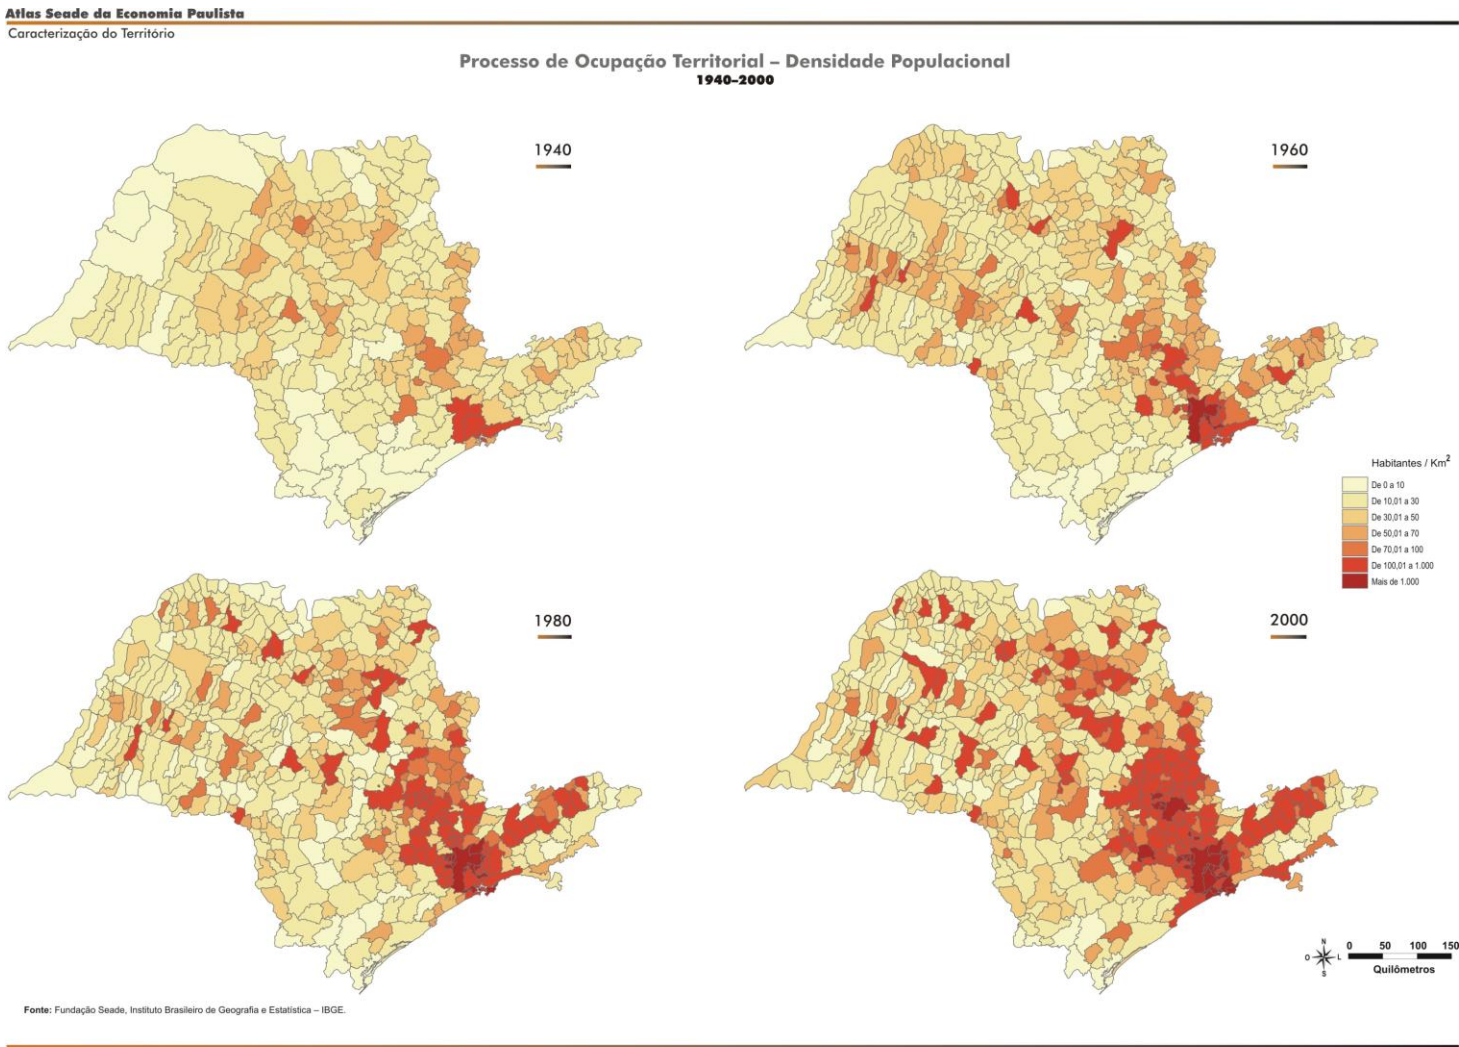 Atlas Seade da Economia Paulista
Caracterização do Território
Processo de Ocupação Territorial – Densidade Populacional
1940–2000
1940
1960
Habitantes / Km²
De 0 a 10
De 10,01 a 30
De 30,01 a 50
De 50,01 a 70
De 70,01 a 100
De 100,01 a 1.000
Mais de 1.000
1980
2000
N
O L
S
0 50 100 150
Quilômetros
Fonte: Fundação Seade, Instituto Brasileiro de Geografia e Estatística – IBGE.